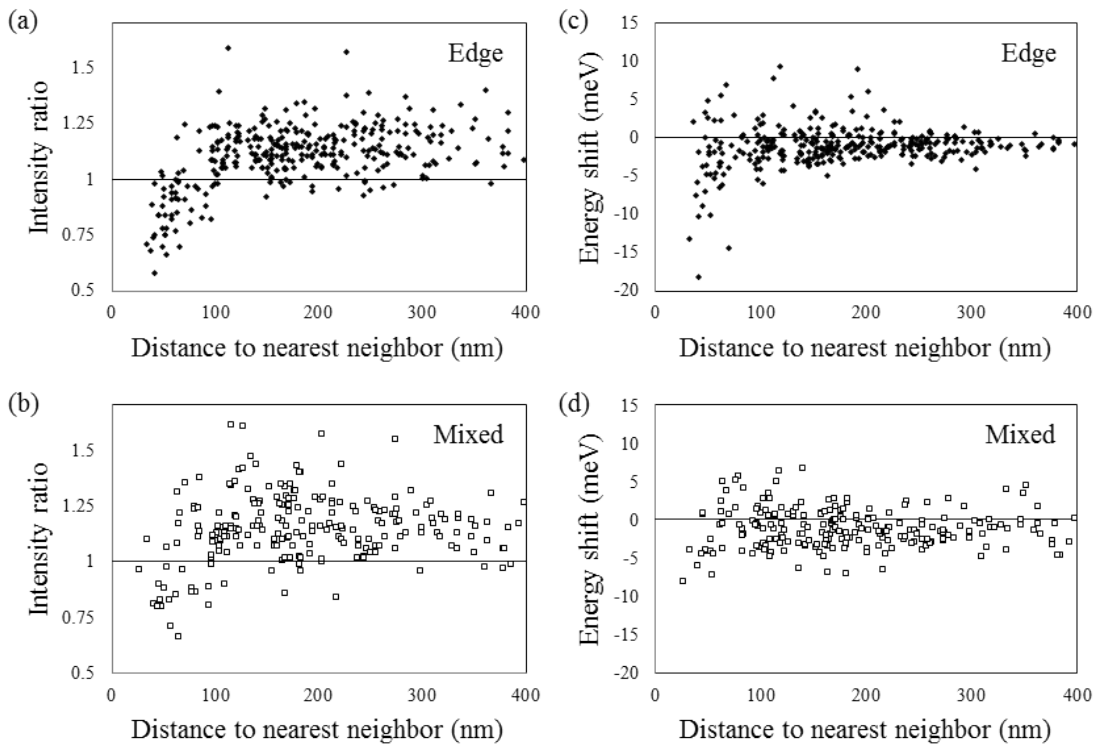 (a)
Edge
Intensity ratio
1.5
1.25
1
0.75
0.5
0 100 200 300 400
Distance to nearest neighbor (nm)
(c)
Edge
Energy shift (meV)
15
10
5
0
-5
-10
-15
-20
0 100 200 300 400
Distance to nearest neighbor (nm)
(b)
Mixed
Intensity ratio
1.5
1.25
1
0.75
0.5
0 100 200 300 400
Distance to nearest neighbor (nm)
(d)
Mixed
Energy shift (meV)
15
10
5
0
-5
-10
-15
-20
0 100 200 300 400
Distance to nearest neighbor (nm)